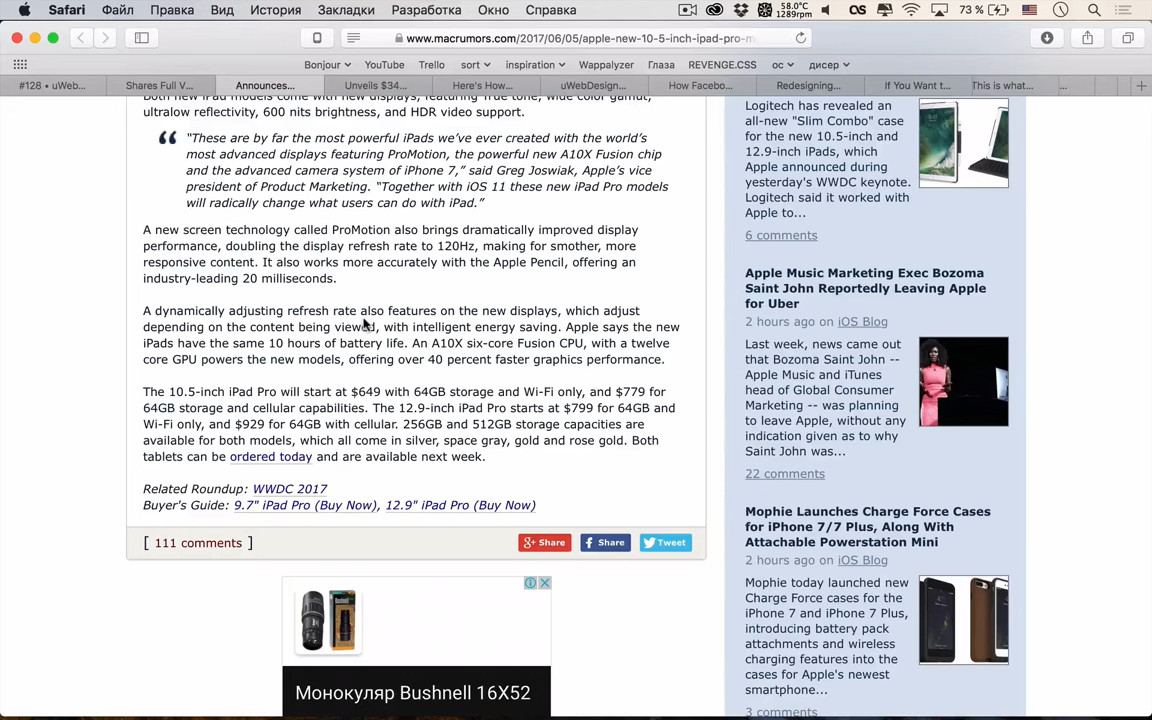 Safari Файл Правка Вид История Закладки Разработка Окно Справка 58.0°C 1289rpm 73 %
www.macrumors.com/2017/06/05/apple-new-10-5-inch-ipad-pro-m
Bonjour YouTube Trello sort inspiration Wappalyzer Глаза REVENGE.CSS ос дисер
#128 • uWeb... Shares Full V... Announces... Unveils $34... Here's How... uWebDesign... How Facebo... Redesigning... If You Want t... This is what... ...
Both new iPad models come with new displays, featuring True tone, wide color gamut,
ultralow reflectivity, 600 nits brightness, and HDR video support.
“These are by far the most powerful iPads we’ve ever created with the world’s
most advanced displays featuring ProMotion, the powerful new A10X Fusion chip
and the advanced camera system of iPhone 7,” said Greg Joswiak, Apple’s vice
president of Product Marketing. “Together with iOS 11 these new iPad Pro models
will radically change what users can do with iPad.”
A new screen technology called ProMotion also brings dramatically improved display
performance, doubling the display refresh rate to 120Hz, making for smother, more
responsive content. It also works more accurately with the Apple Pencil, offering an
industry-leading 20 milliseconds.
A dynamically adjusting refresh rate also features on the new displays, which adjust
depending on the content being viewed, with intelligent energy saving. Apple says the new
iPads have the same 10 hours of battery life. An A10X six-core Fusion CPU, with a twelve
core GPU powers the new models, offering over 40 percent faster graphics performance.
The 10.5-inch iPad Pro will start at $649 with 64GB storage and Wi-Fi only, and $779 for
64GB storage and cellular capabilities. The 12.9-inch iPad Pro starts at $799 for 64GB and
Wi-Fi only, and $929 for 64GB with cellular. 256GB and 512GB storage capacities are
available for both models, which all come in silver, space gray, gold and rose gold. Both
tablets can be ordered today and are available next week.
Related Roundup: WWDC 2017
Buyer's Guide: 9.7" iPad Pro (Buy Now), 12.9" iPad Pro (Buy Now)
[ 111 comments ]
G+ Share
Share
Tweet
Монокуляр Bushnell 16X52
Logitech has revealed an
all-new "Slim Combo" case
for the new 10.5-inch and
12.9-inch iPads, which
Apple announced during
yesterday's WWDC keynote.
Logitech said it worked with
Apple to...
6 comments
Apple Music Marketing Exec Bozoma
Saint John Reportedly Leaving Apple
for Uber
2 hours ago on iOS Blog
Last week, news came out
that Bozoma Saint John --
Apple Music and iTunes
head of Global Consumer
Marketing -- was planning
to leave Apple, without any
indication given as to why
Saint John was...
22 comments
Mophie Launches Charge Force Cases
for iPhone 7/7 Plus, Along With
Attachable Powerstation Mini
2 hours ago on iOS Blog
Mophie today launched new
Charge Force cases for the
iPhone 7 and iPhone 7 Plus,
introducing battery pack
attachments and wireless
charging features into the
cases for Apple's newest
smartphone...
3 comments